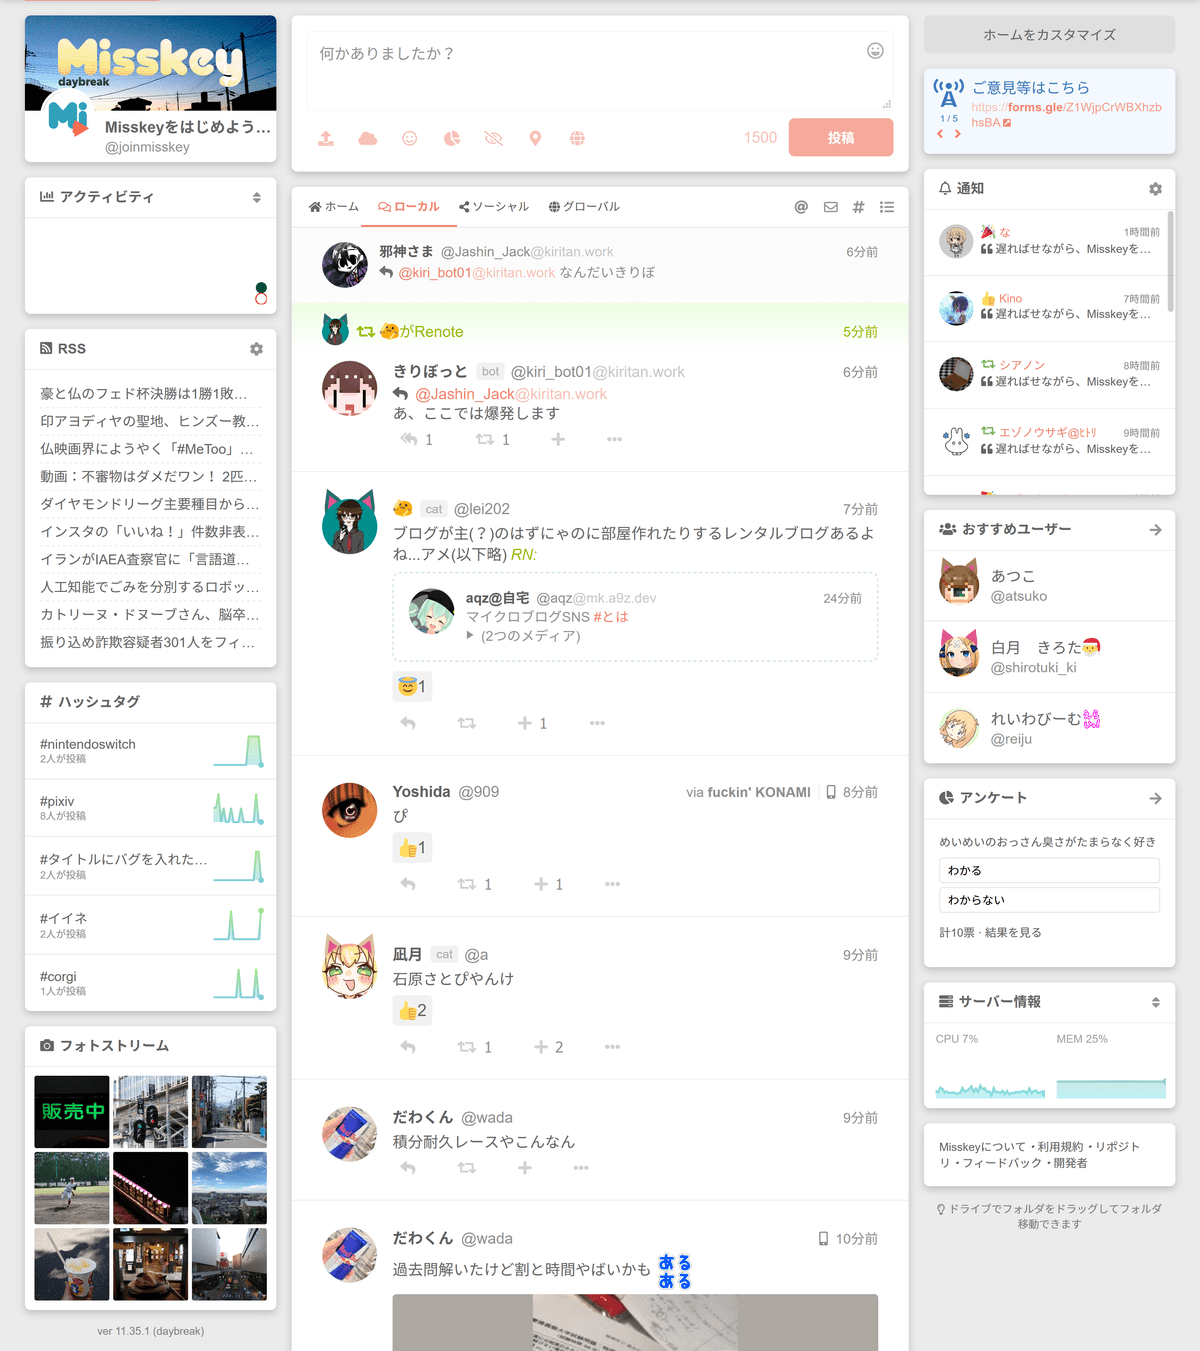 Misskey
daybreak
Mi
Misskeyをはじめよう…
@joinmisskey
アクティビティ
RSS
豪と仏のフェド杯決勝は1勝1敗…
印アヨディヤの聖地、ヒンズー教…
仏映画界にようやく「#MeToo」…
動画：不審物はダメだワン！ 2匹…
ダイヤモンドリーグ主要種目から…
インスタの「いいね！」件数非表…
イランがIAEA査察官に「言語道…
人工知能でごみを分別するロボッ…
カトリーヌ・ドヌーブさん、脳卒…
振り込め詐欺容疑者301人をフィ…
ハッシュタグ
#nintendoswitch
2人が投稿
#pixiv
8人が投稿
#タイトルにバグを入れた…
2人が投稿
#イイネ
2人が投稿
#corgi
1人が投稿
フォトストリーム
販売中
ver 11.35.1 (daybreak)
何かありましたか？
1500 投稿
ホーム ローカル ソーシャル グローバル
邪神さま @Jashin_Jack@kiritan.work 6分前
@kiri_bot01@kiritan.work なんだいきりぼ
がRenote 5分前
きりぼっと bot @kiri_bot01@kiritan.work 6分前
@Jashin_Jack@kiritan.work
あ、ここでは爆発します
1 1
cat @lei202 7分前
ブログが主(？)のはずにゃのに部屋作れたりするレンタルブログあるよ
ね...アメ(以下略) RN:
aqz@自宅 @aqz@mk.a9z.dev 24分前
マイクロブログSNS #とは
(2つのメディア)
1
1
Yoshida @909 via fuckin' KONAMI 8分前
ぴ
1
1 1
凪月 cat @a 9分前
石原さとぴやんけ
2
1 2
だわくん @wada 9分前
積分耐久レースやこんなん
だわくん @wada 10分前
過去問解いたけど割と時間やばいかも あるある
ホームをカスタマイズ
ご意見等はこちら
https://forms.gle/Z1WjpCrWBXhzb
hsBA
1 / 5
通知
な 1時間前
遅ればせながら、Misskeyを…
Kino 7時間前
遅ればせながら、Misskeyを…
シアノン 8時間前
遅ればせながら、Misskeyを…
エゾノウサギ@ﾋﾄﾘ 9時間前
遅ればせながら、Misskeyを…
おすすめユーザー
あつこ
@atsuko
白月　きろた
@shirotuki_ki
れいわびーむ
@reiju
アンケート
めいめいのおっさん臭さがたまらなく好き
わかる
わからない
計10票 · 結果を見る
サーバー情報
CPU 7% MEM 25%
Misskeyについて・利用規約・リポジト
リ・フィードバック・開発者
ドライブでフォルダをドラッグしてフォルダ
移動できます